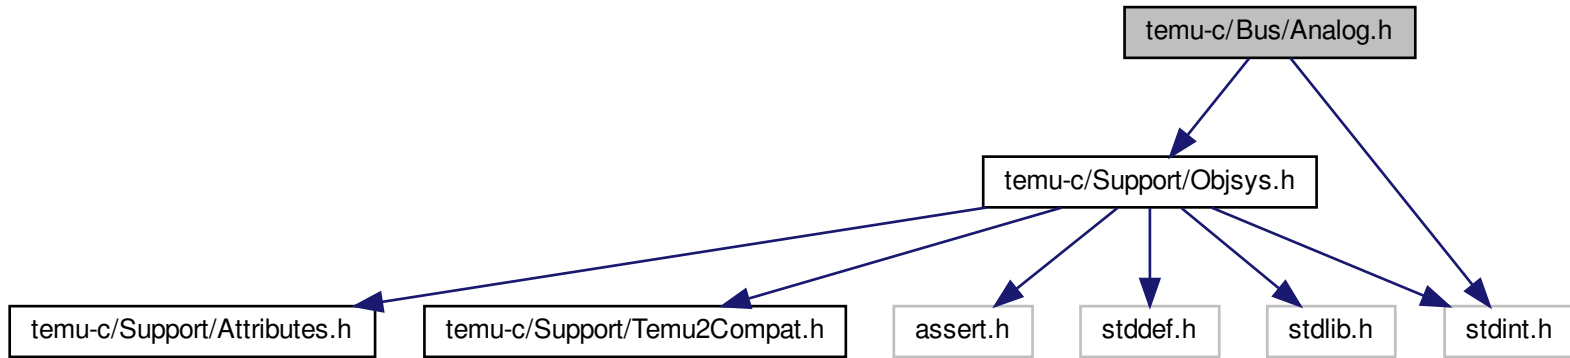 temu-c/Bus/Analog.h
temu-c/Support/Objsys.h
temu-c/Support/Attributes.h
temu-c/Support/Temu2Compat.h
assert.h
stddef.h
stdlib.h
stdint.h